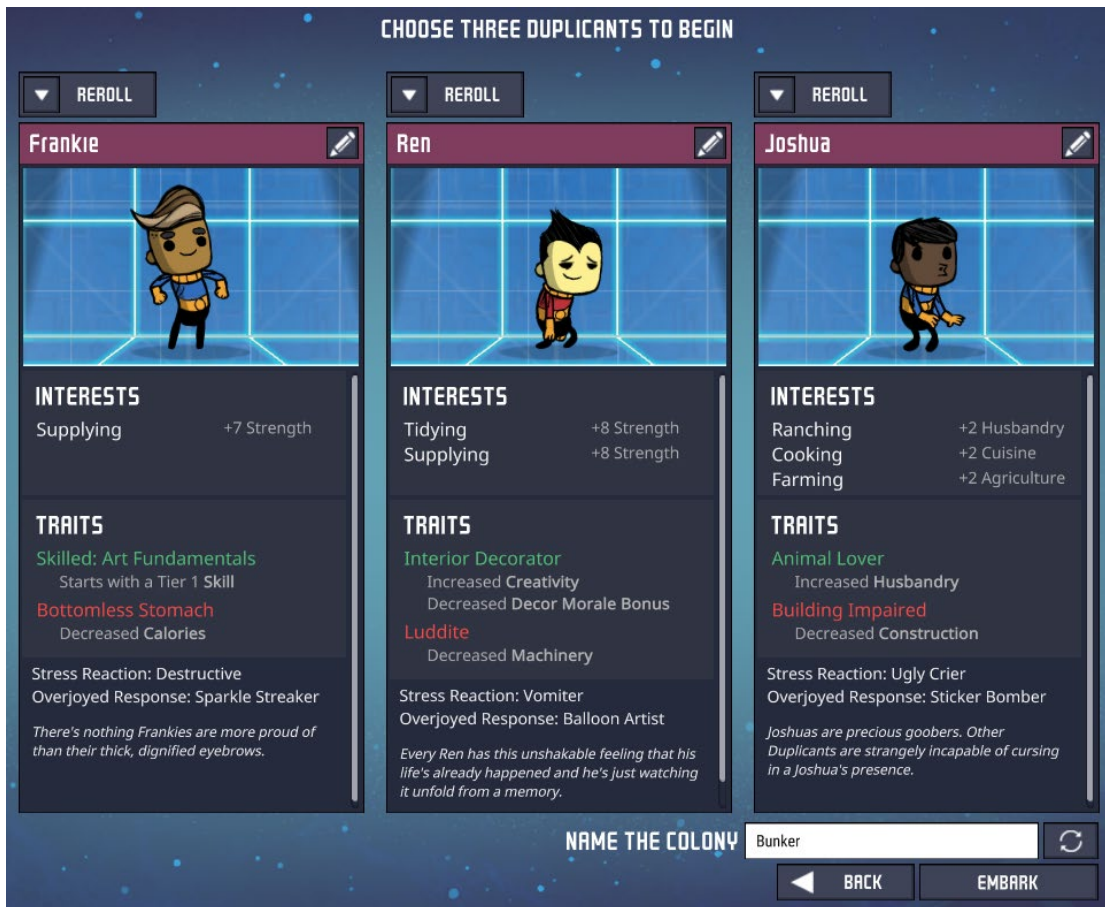 CHOOSE THREE DUPLICANTS TO BEGIN
REROLL
Frankie
INTERESTS
Supplying +7 Strength
TRAITS
Skilled: Art Fundamentals
Starts with a Tier 1 Skill
Bottomless Stomach
Decreased Calories
Stress Reaction: Destructive
Overjoyed Response: Sparkle Streaker
There's nothing Frankies are more proud of
than their thick, dignified eyebrows.
REROLL
Ren
INTERESTS
Tidying +8 Strength
Supplying +8 Strength
TRAITS
Interior Decorator
Increased Creativity
Decreased Decor Morale Bonus
Luddite
Decreased Machinery
Stress Reaction: Vomiter
Overjoyed Response: Balloon Artist
Every Ren has this unshakable feeling that his
life's already happened and he's just watching
it unfold from a memory.
REROLL
Joshua
INTERESTS
Ranching +2 Husbandry
Cooking +2 Cuisine
Farming +2 Agriculture
TRAITS
Animal Lover
Increased Husbandry
Building Impaired
Decreased Construction
Stress Reaction: Ugly Crier
Overjoyed Response: Sticker Bomber
Joshuas are precious goobers. Other
Duplicants are strangely incapable of cursing
in a Joshua's presence.
NAME THE COLONY Bunker
BACK EMBARK